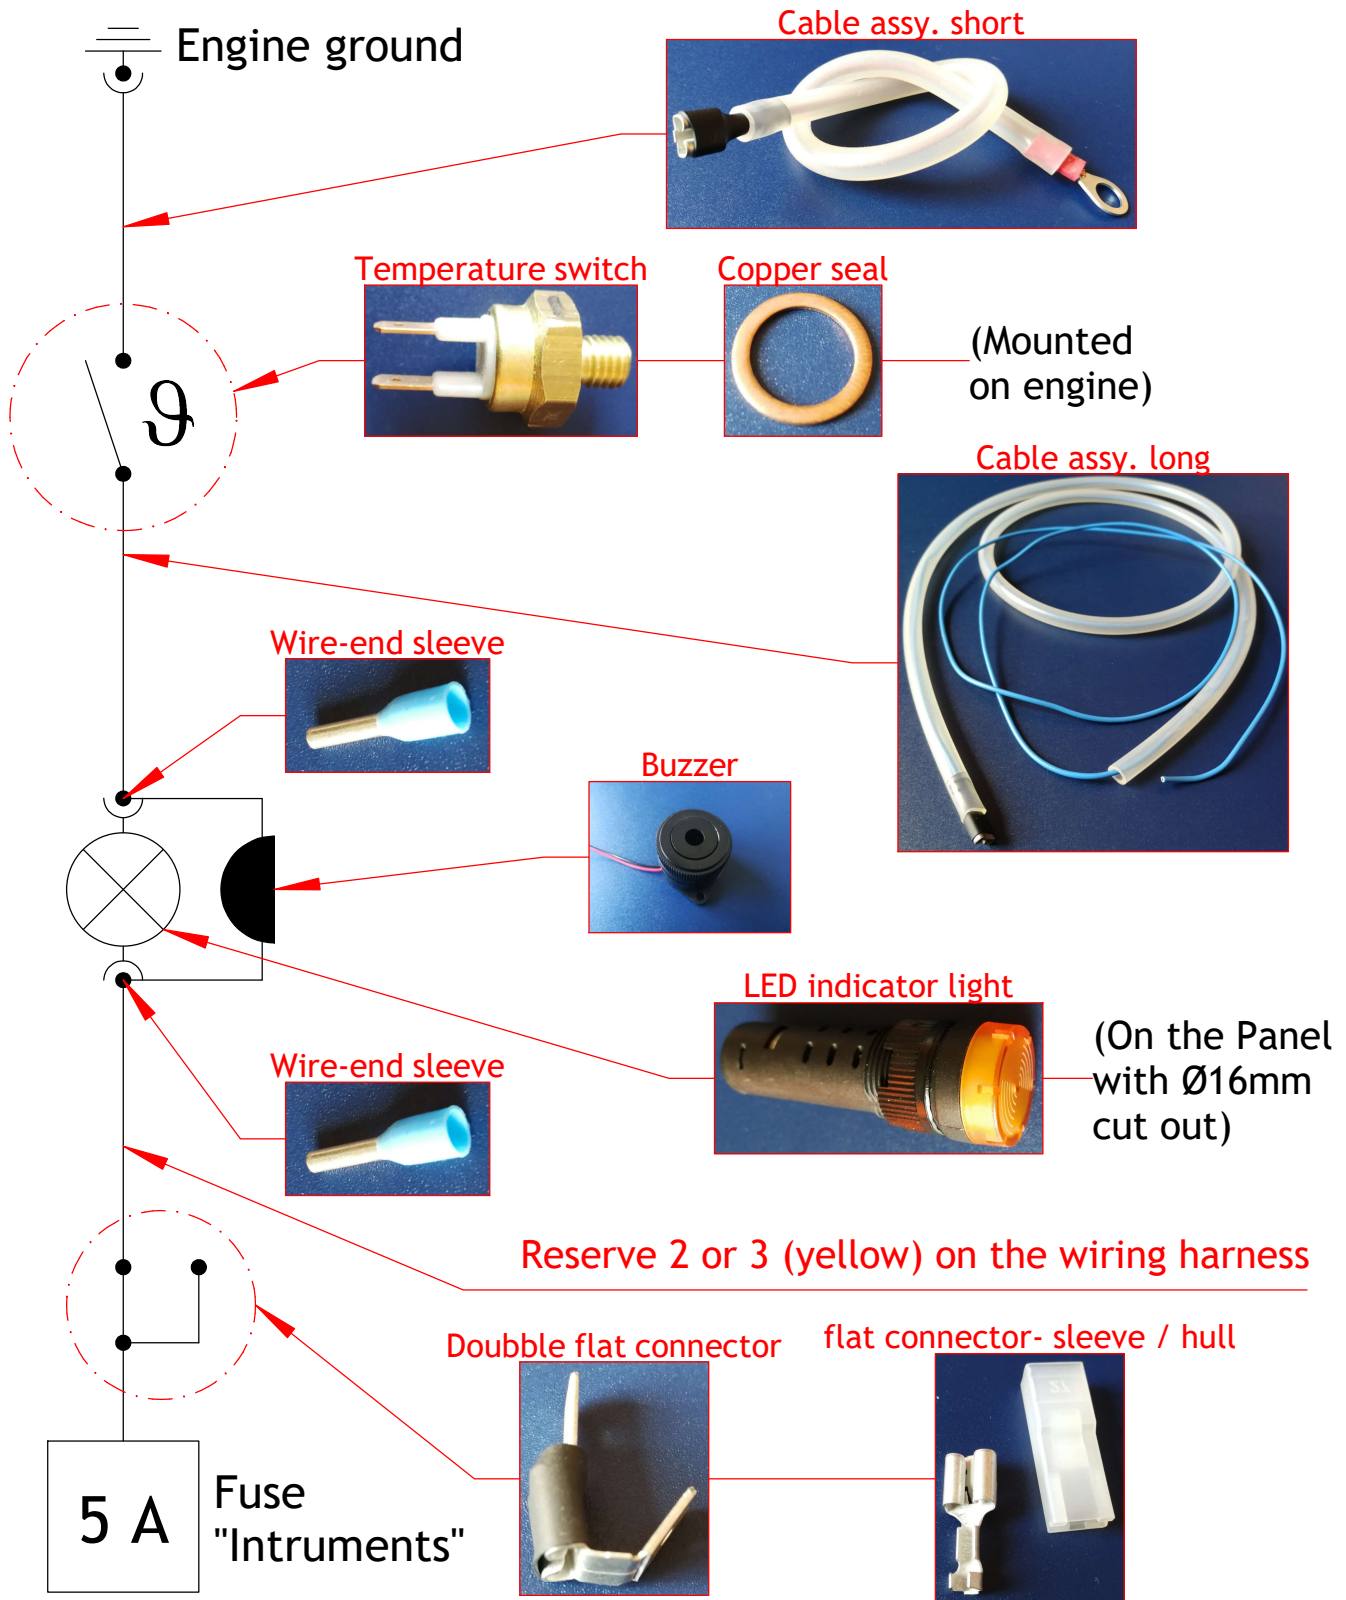 Cable assy. short
Engine ground
Temperature switch
Copper seal
(Mounted
on engine)
ϑ
Cable assy. long
Wire-end sleeve
Buzzer
LED indicator light
(On the Panel
with Ø16mm
cut out)
Wire-end sleeve
Reserve 2 or 3 (yellow) on the wiring harness
Doubble flat connector
flat connector- sleeve / hull
27
5 A
Fuse
"Intruments"